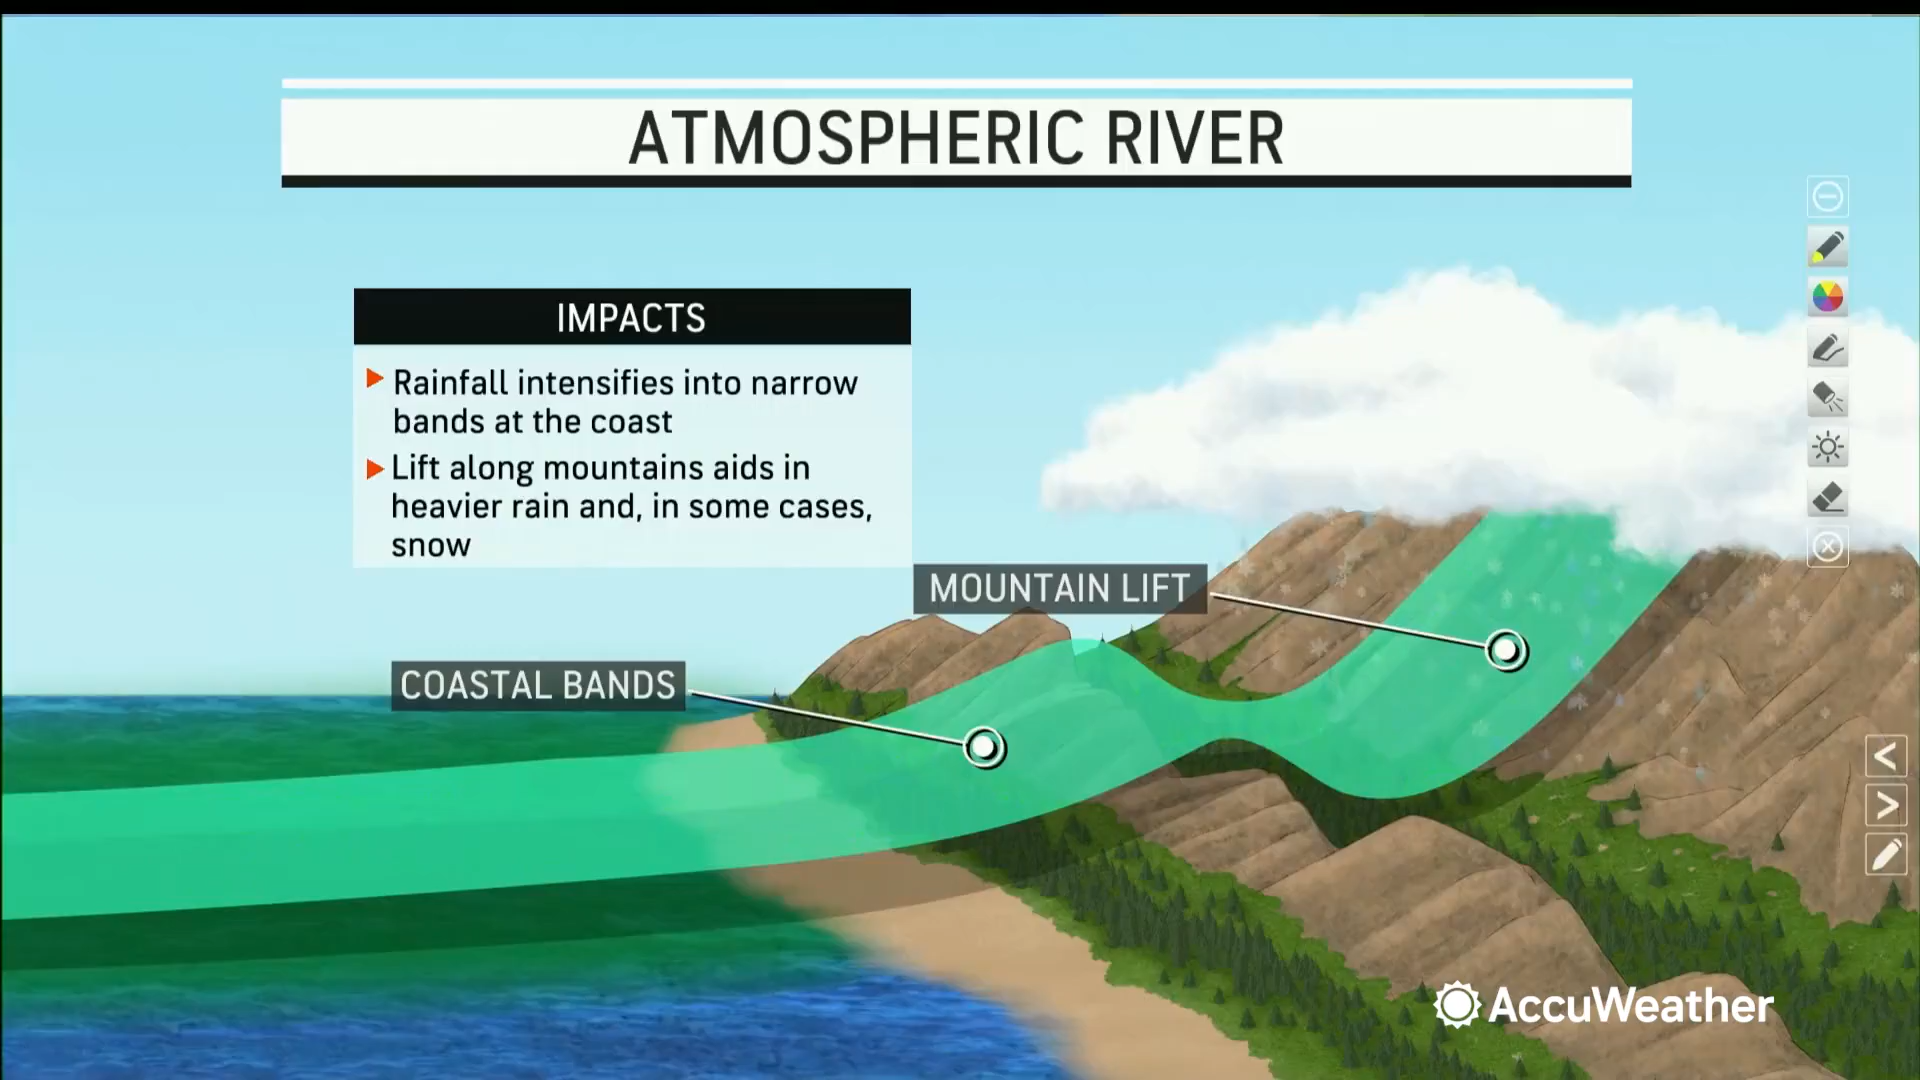 ATMOSPHERIC RIVER
IMPACTS
Rainfall intensifies into narrow
bands at the coast
Lift along mountains aids in
heavier rain and, in some cases,
snow
MOUNTAIN LIFT
COASTAL BANDS
AccuWeather